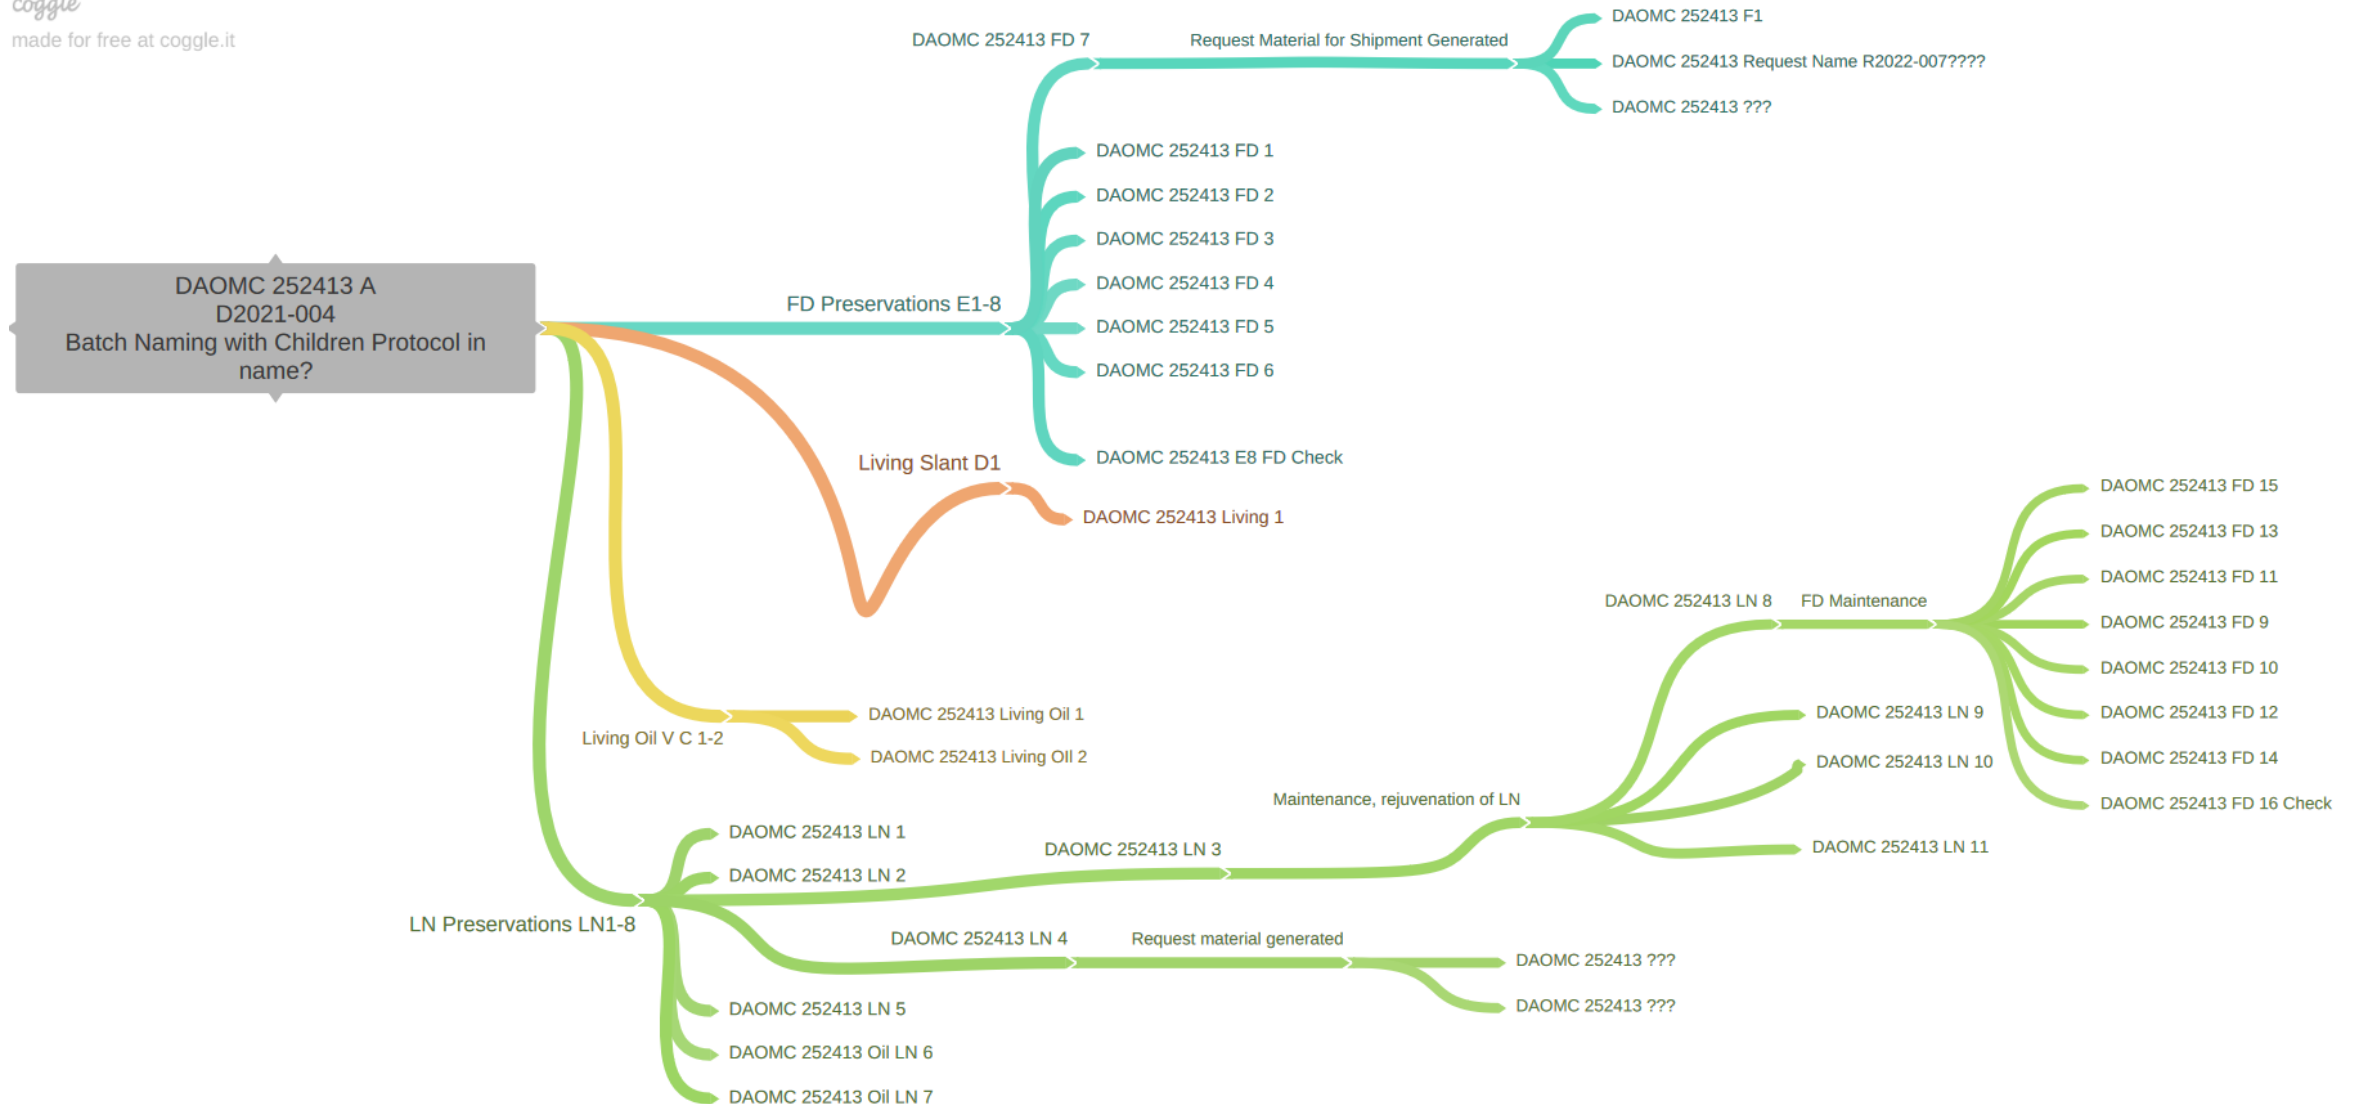 coggle
made for free at coggle.it
DAOMC 252413 A
D2021-004
Batch Naming with Children Protocol in
name?
FD Preservations E1-8
DAOMC 252413 FD 7
Request Material for Shipment Generated
DAOMC 252413 F1
DAOMC 252413 Request Name R2022-007????
DAOMC 252413 ???
DAOMC 252413 FD 1
DAOMC 252413 FD 2
DAOMC 252413 FD 3
DAOMC 252413 FD 4
DAOMC 252413 FD 5
DAOMC 252413 FD 6
DAOMC 252413 E8 FD Check
Living Slant D1
DAOMC 252413 Living 1
Living Oil V C 1-2
DAOMC 252413 Living Oil 1
DAOMC 252413 Living OIl 2
LN Preservations LN1-8
DAOMC 252413 LN 1
DAOMC 252413 LN 2
DAOMC 252413 LN 3
Maintenance, rejuvenation of LN
DAOMC 252413 LN 8
FD Maintenance
DAOMC 252413 FD 15
DAOMC 252413 FD 13
DAOMC 252413 FD 11
DAOMC 252413 FD 9
DAOMC 252413 FD 10
DAOMC 252413 FD 12
DAOMC 252413 FD 14
DAOMC 252413 FD 16 Check
DAOMC 252413 LN 9
DAOMC 252413 LN 10
DAOMC 252413 LN 11
DAOMC 252413 LN 4
Request material generated
DAOMC 252413 ???
DAOMC 252413 ???
DAOMC 252413 LN 5
DAOMC 252413 Oil LN 6
DAOMC 252413 Oil LN 7